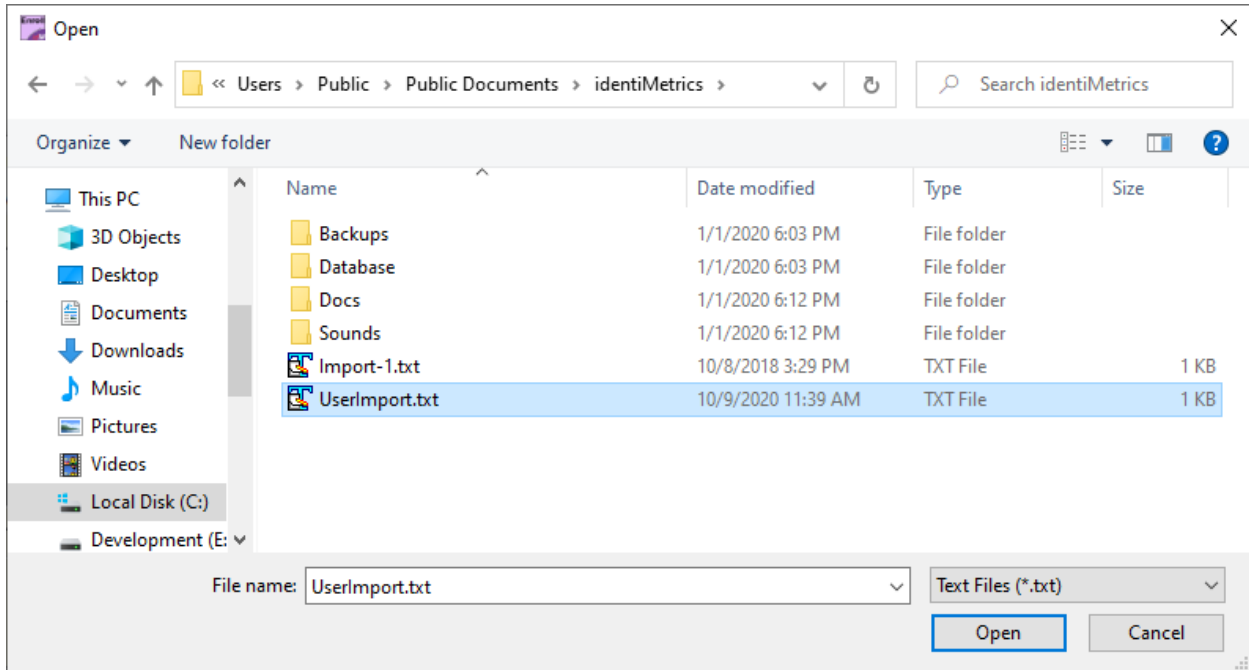 Enroll
Open
« Users › Public › Public Documents › identiMetrics ›
Search identiMetrics
Organize
New folder
?
Name Date modified Type Size
This PC
3D Objects
Desktop
Documents
Downloads
Music
Pictures
Videos
Local Disk (C:)
Development (E:
Backups 1/1/2020 6:03 PM File folder
Database 1/1/2020 6:03 PM File folder
Docs 1/1/2020 6:12 PM File folder
Sounds 1/1/2020 6:12 PM File folder
Import-1.txt 10/8/2018 3:29 PM TXT File 1 KB
UserImport.txt 10/9/2020 11:39 AM TXT File 1 KB
File name: UserImport.txt
Text Files (*.txt)
Open Cancel